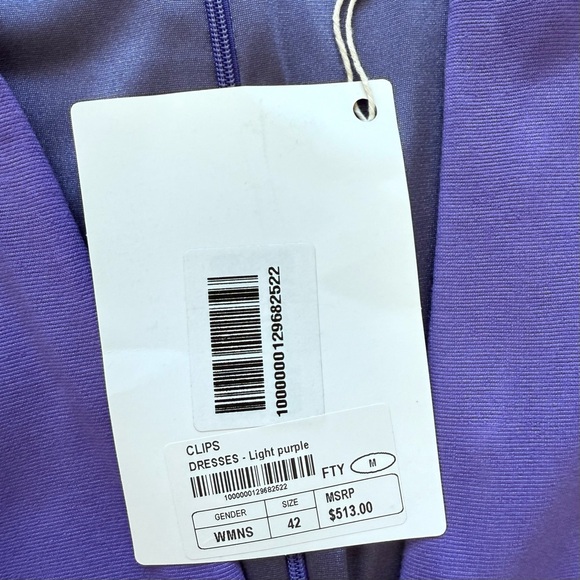 1000000129682522
CLIPS
DRESSES - Light purple
1000000129682522
FTY M
GENDER SIZE MSRP
WMNS 42 $513.00